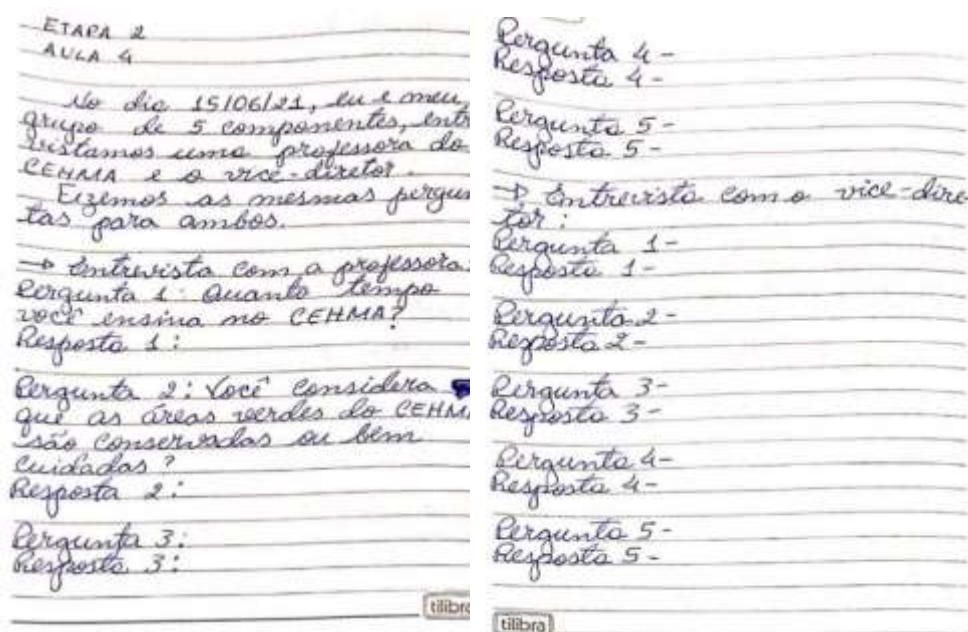 ETAPA 2
AULA 4
No dia 15/06/21, eu e meu
grupo de 5 componentes, entre
vistamos uma professora do
CEHMA e o vice-diretor.
Fizemos as mesmas pergun
tas para ambos.
→ Entrevista com a professora:
Pergunta 1: Quanto tempo
você ensina no CEHMA?
Resposta 1:
Pergunta 2: Você considera
que as áreas verdes do CEHMA
são conservadas ou bem
cuidadas?
Resposta 2:
Pergunta 3:
Resposta 3:
tilibra
Pergunta 4-
Resposta 4-
Pergunta 5-
Resposta 5-
→ Entrevista com o vice-dire-
tor:
Pergunta 1-
Resposta 1-
Pergunta 2-
Resposta 2-
Pergunta 3-
Resposta 3-
Pergunta 4-
Resposta 4-
Pergunta 5-
Resposta 5-
tilibra